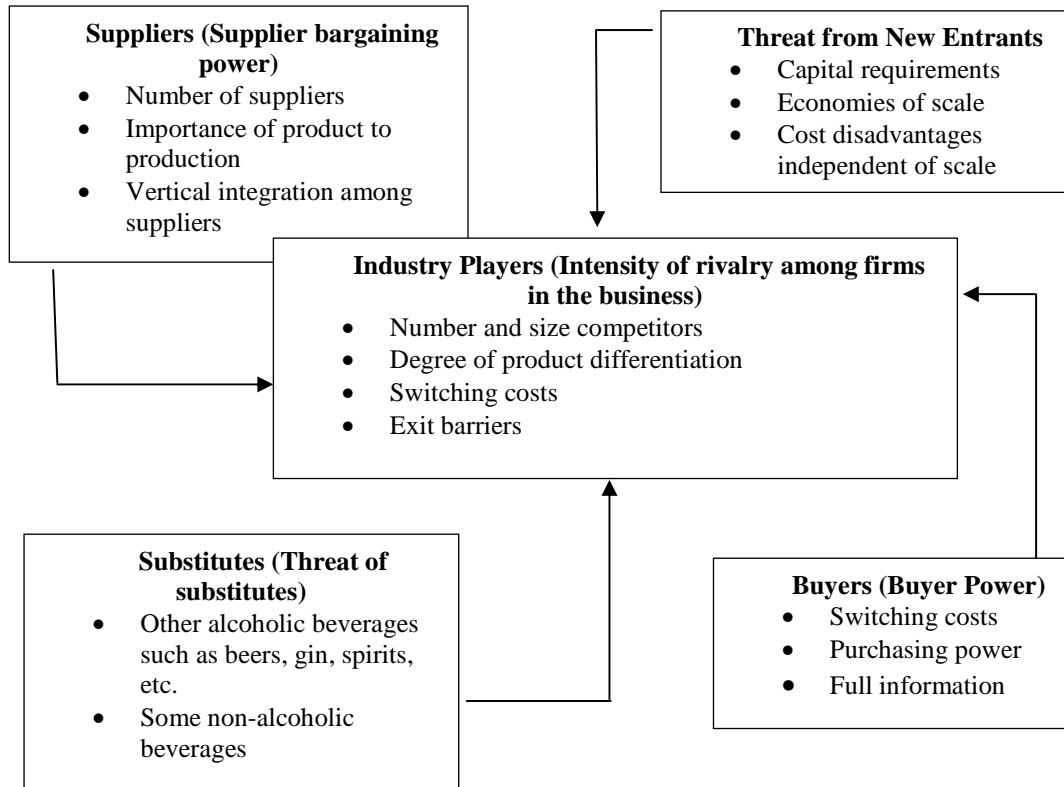 Suppliers (Supplier bargaining
power)
• Number of suppliers
• Importance of product to
production
• Vertical integration among
suppliers
Threat from New Entrants
• Capital requirements
• Economies of scale
• Cost disadvantages
independent of scale
Industry Players (Intensity of rivalry among firms
in the business)
• Number and size competitors
• Degree of product differentiation
• Switching costs
• Exit barriers
Substitutes (Threat of
substitutes)
• Other alcoholic beverages
such as beers, gin, spirits,
etc.
• Some non-alcoholic
beverages
Buyers (Buyer Power)
• Switching costs
• Purchasing power
• Full information